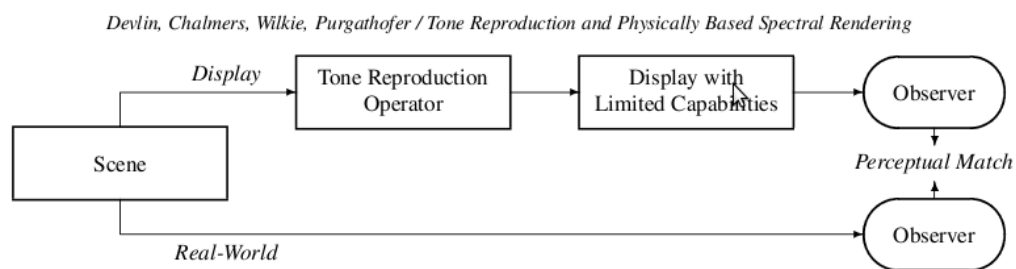 Devlin, Chalmers, Wilkie, Purgathofer / Tone Reproduction and Physically Based Spectral Rendering
Display
Tone Reproduction
Operator
Display with
Limited Capabilities
Observer
Scene
Perceptual Match
Real-World
Observer